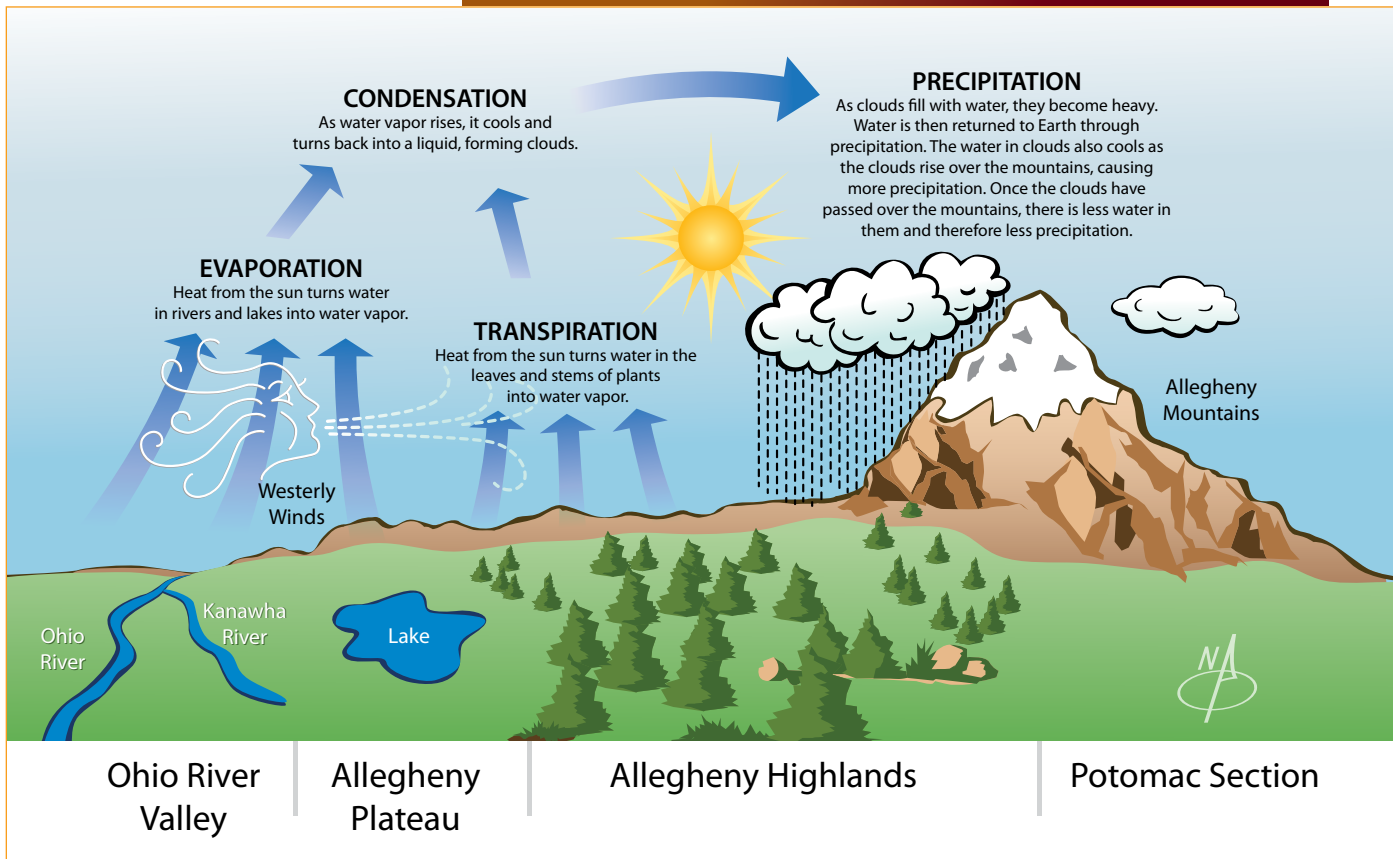 CONDENSATION
As water vapor rises, it cools and
turns back into a liquid, forming clouds.
PRECIPITATION
As clouds fill with water, they become heavy.
Water is then returned to Earth through
precipitation. The water in clouds also cools as
the clouds rise over the mountains, causing
more precipitation. Once the clouds have
passed over the mountains, there is less water in
them and therefore less precipitation.
EVAPORATION
Heat from the sun turns water
in rivers and lakes into water vapor.
TRANSPIRATION
Heat from the sun turns water in the
leaves and stems of plants
into water vapor.
Allegheny
Mountains
Westerly
Winds
Ohio
River
Kanawha
River
Lake
Ohio River
Valley
Allegheny
Plateau
Allegheny Highlands
Potomac Section